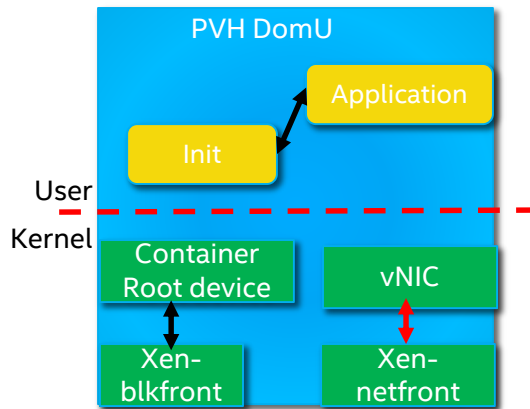 PVH DomU
Application
Init
User
Kernel
Container
Root device
vNIC
Xen-
blkfront
Xen-
netfront